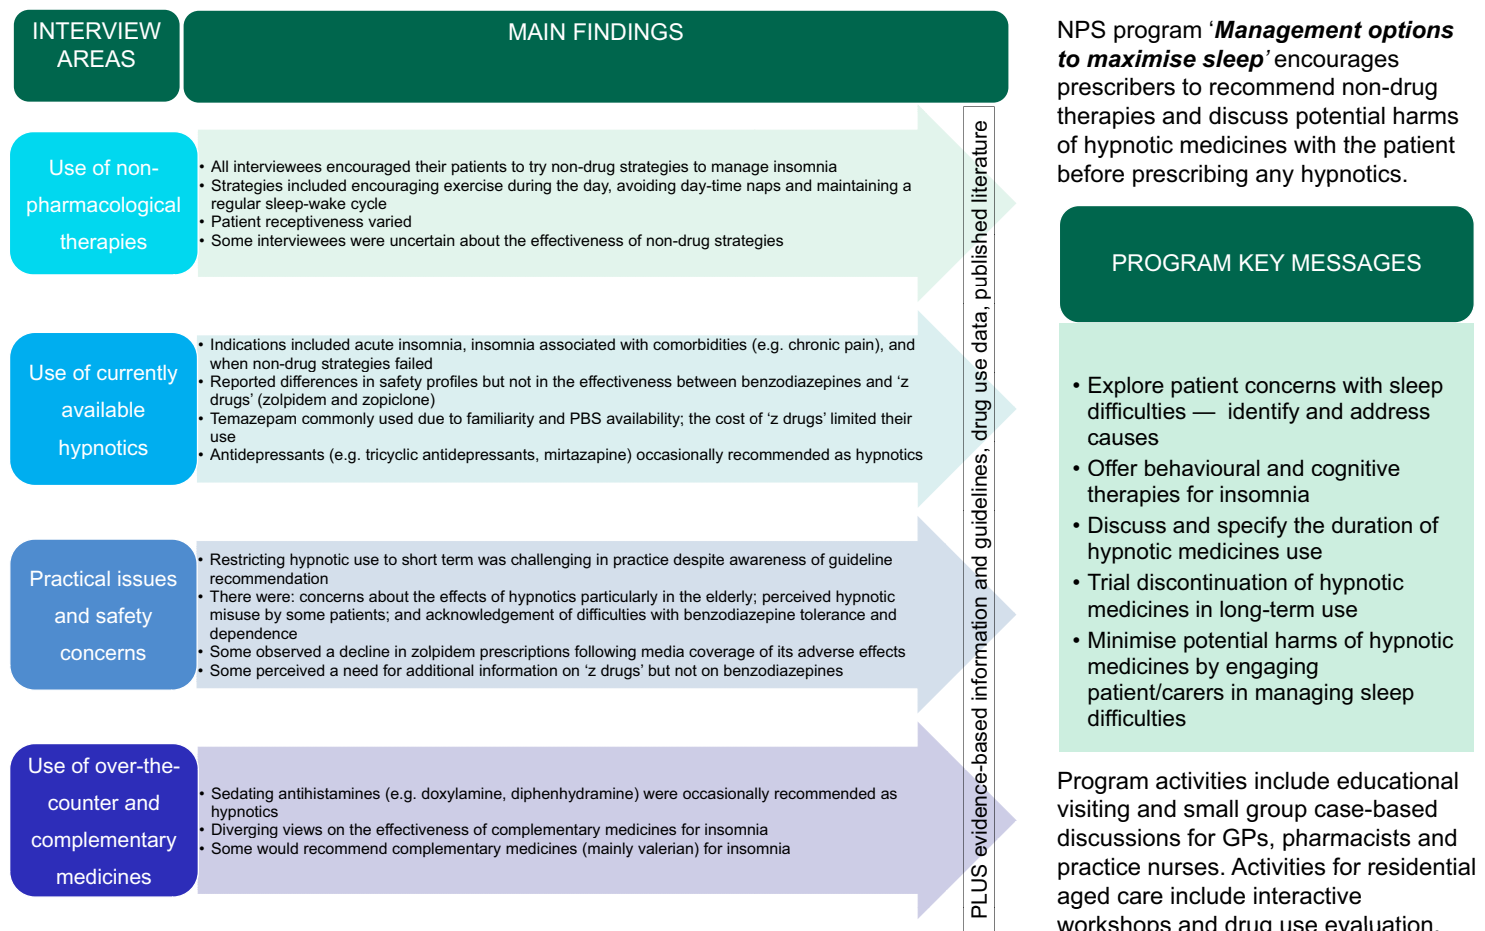 INTERVIEW
AREAS
MAIN FINDINGS
Use of non-
pharmacological
therapies
• All interviewees encouraged their patients to try non-drug strategies to manage insomnia
• Strategies included encouraging exercise during the day, avoiding day-time naps and maintaining a
regular sleep-wake cycle
• Patient receptiveness varied
• Some interviewees were uncertain about the effectiveness of non-drug strategies
Use of currently
available
hypnotics
• Indications included acute insomnia, insomnia associated with comorbidities (e.g. chronic pain), and
when non-drug strategies failed
• Reported differences in safety profiles but not in the effectiveness between benzodiazepines and ‘z
drugs’ (zolpidem and zopiclone)
• Temazepam commonly used due to familiarity and PBS availability; the cost of ‘z drugs’ limited their
use
• Antidepressants (e.g. tricyclic antidepressants, mirtazapine) occasionally recommended as hypnotics
Practical issues
and safety
concerns
• Restricting hypnotic use to short term was challenging in practice despite awareness of guideline
recommendation
• There were: concerns about the effects of hypnotics particularly in the elderly; perceived hypnotic
misuse by some patients; and acknowledgement of difficulties with benzodiazepine tolerance and
dependence
• Some observed a decline in zolpidem prescriptions following media coverage of its adverse effects
• Some perceived a need for additional information on ‘z drugs’ but not on benzodiazepines
Use of over-the-
counter and
complementary
medicines
• Sedating antihistamines (e.g. doxylamine, diphenhydramine) were occasionally recommended as
hypnotics
• Diverging views on the effectiveness of complementary medicines for insomnia
• Some would recommend complementary medicines (mainly valerian) for insomnia
PLUS evidence-based information and guidelines, drug use data, published literature
NPS program ‘Management options
to maximise sleep’ encourages
prescribers to recommend non-drug
therapies and discuss potential harms
of hypnotic medicines with the patient
before prescribing any hypnotics.
PROGRAM KEY MESSAGES
• Explore patient concerns with sleep
difficulties — identify and address
causes
• Offer behavioural and cognitive
therapies for insomnia
• Discuss and specify the duration of
hypnotic medicines use
• Trial discontinuation of hypnotic
medicines in long-term use
• Minimise potential harms of hypnotic
medicines by engaging
patient/carers in managing sleep
difficulties
Program activities include educational
visiting and small group case-based
discussions for GPs, pharmacists and
practice nurses. Activities for residential
aged care include interactive
workshops and drug use evaluation.